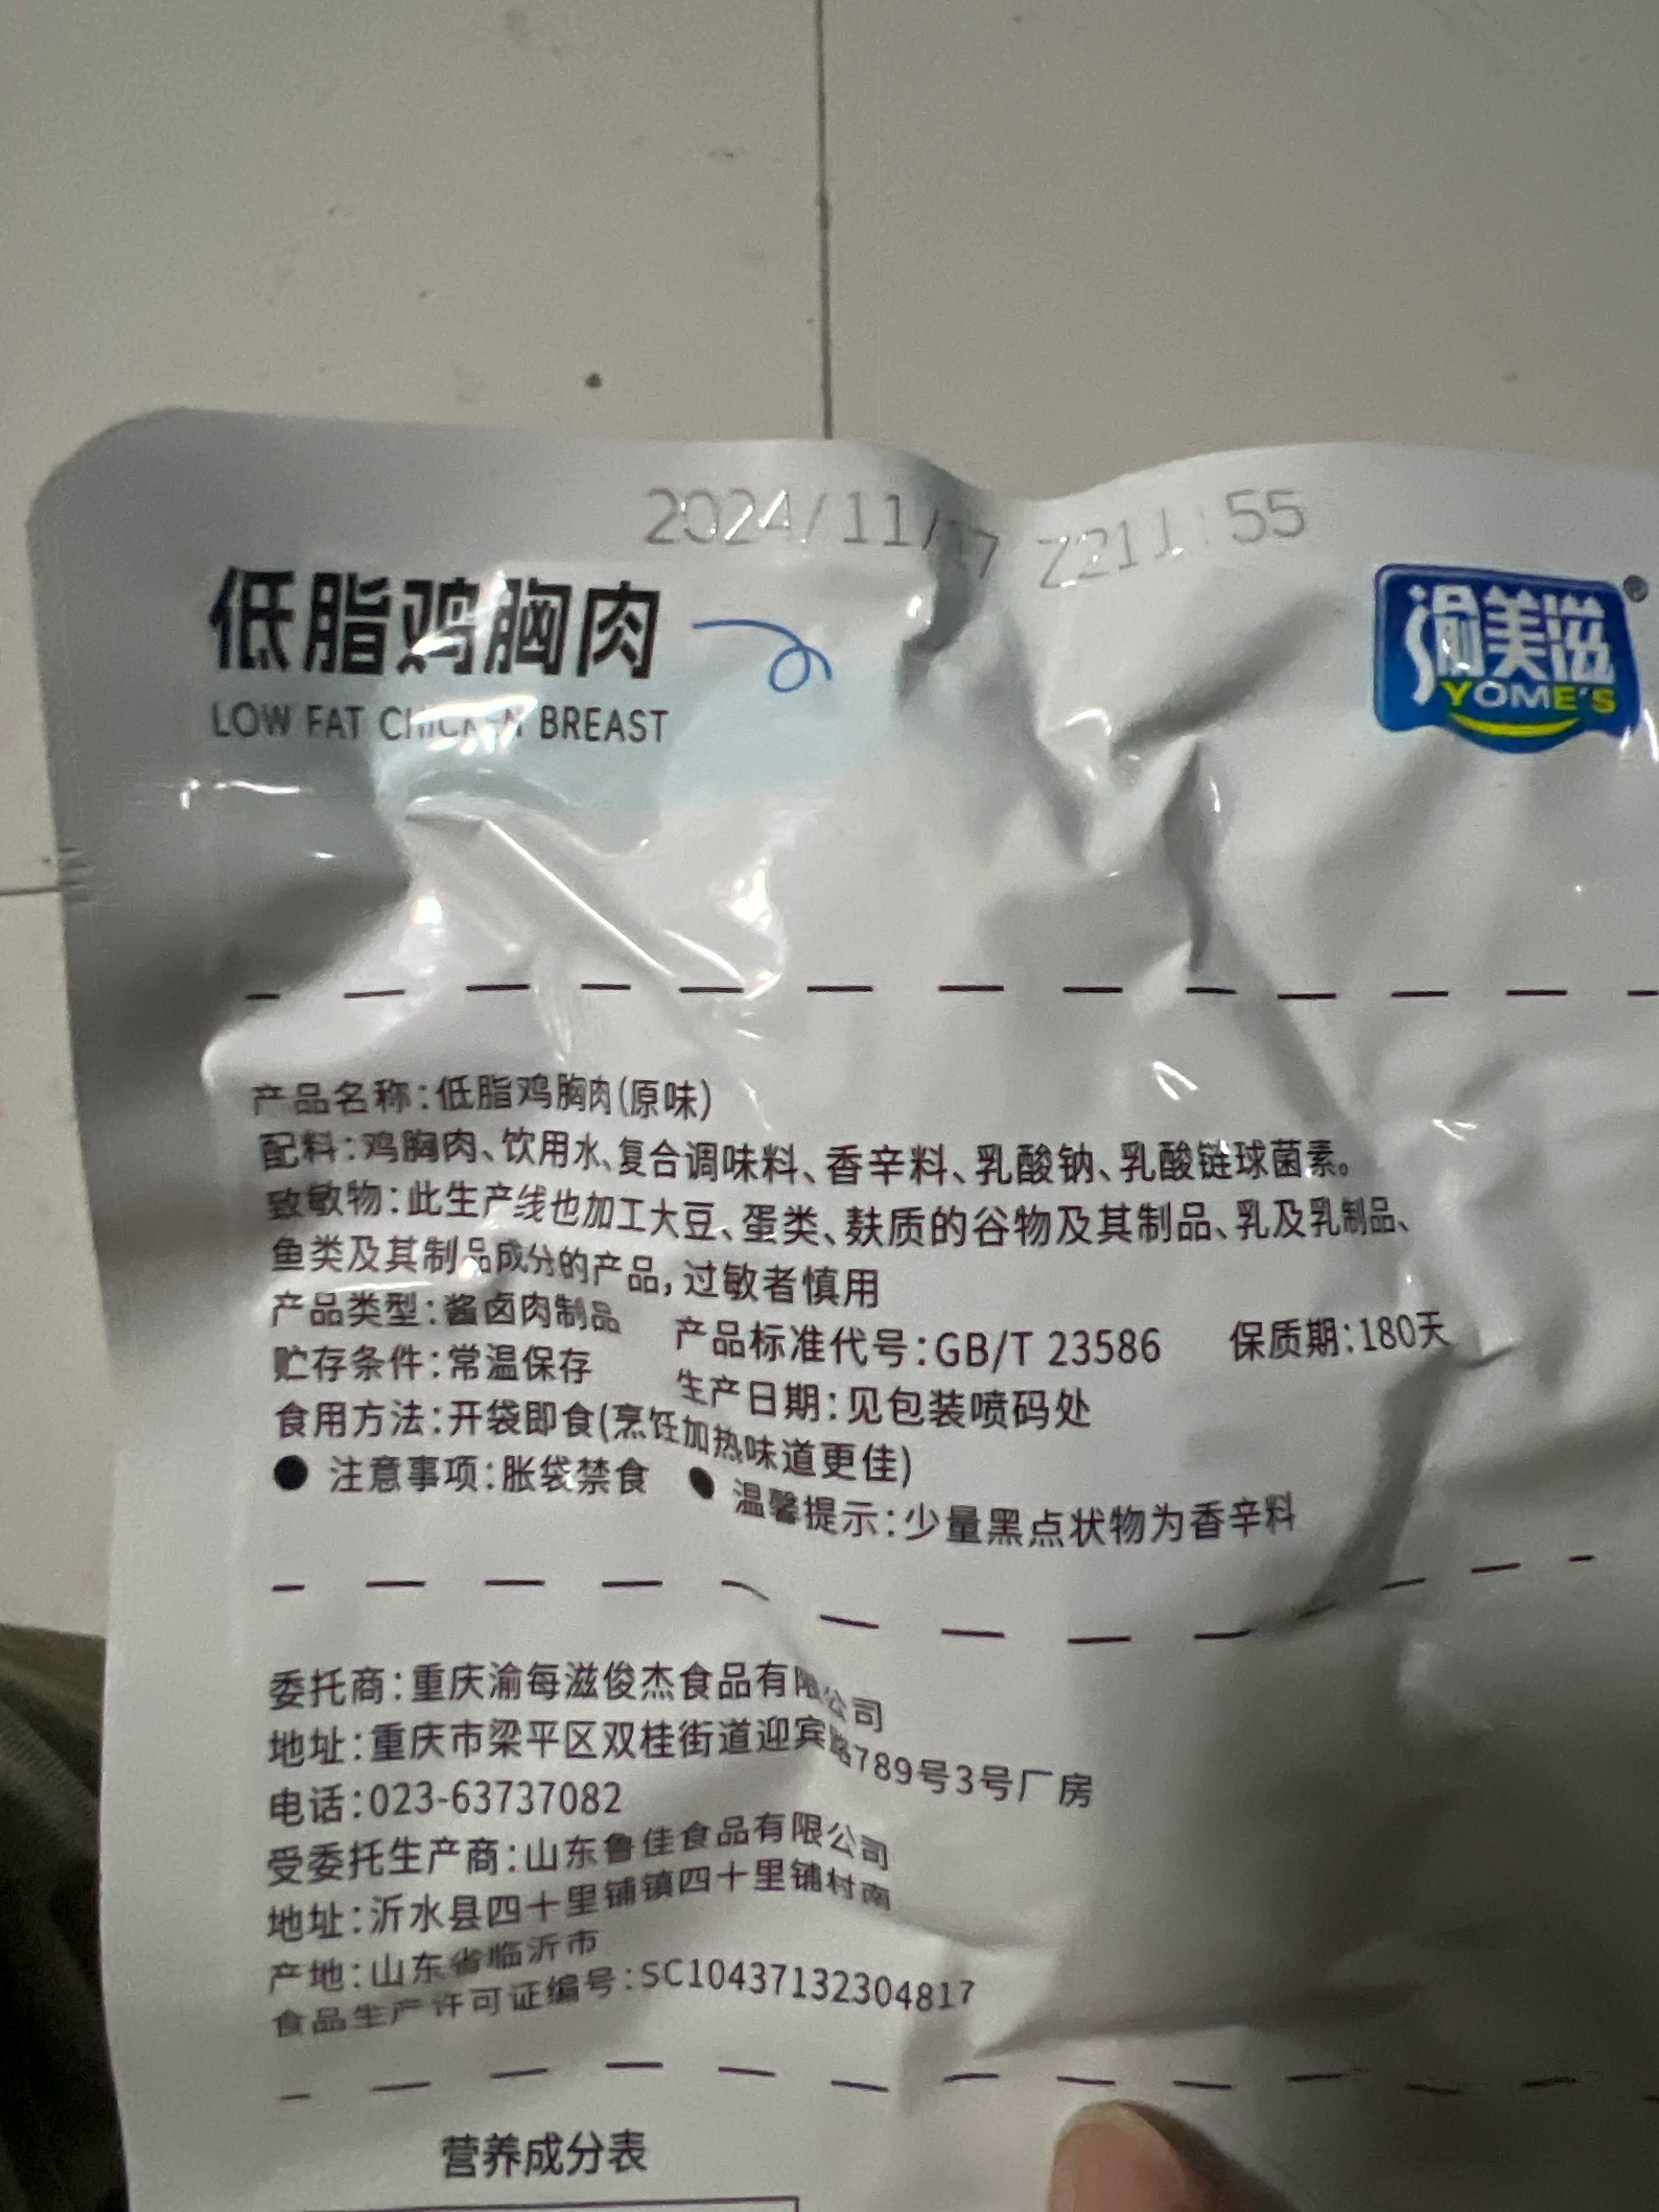 2024/11/17 Z211:55
低脂鸡胸肉
LOW FAT CHICKEN BREAST
渝美滋
YOME'S
产品名称:低脂鸡胸肉(原味)
配料:鸡胸肉、饮用水、复合调味料、香辛料、乳酸钠、乳酸链球菌素。
致敏物:此生产线也加工大豆、蛋类、麸质的谷物及其制品、乳及乳制品、
鱼类及其制品成分的产品,过敏者慎用
产品类型:酱卤肉制品 产品标准代号:GB/T 23586 保质期:180天
贮存条件:常温保存 生产日期:见包装喷码处
食用方法:开袋即食(烹饪加热味道更佳)
● 注意事项:胀袋禁食 ● 温馨提示:少量黑点状物为香辛料
委托商:重庆渝每滋俊杰食品有限公司
地址:重庆市梁平区双桂街道迎宾路789号3号厂房
电话:023-63737082
受委托生产商:山东鲁佳食品有限公司
地址:沂水县四十里铺镇四十里铺村南
产地:山东省临沂市
食品生产许可证编号:SC10437132304817
营养成分表